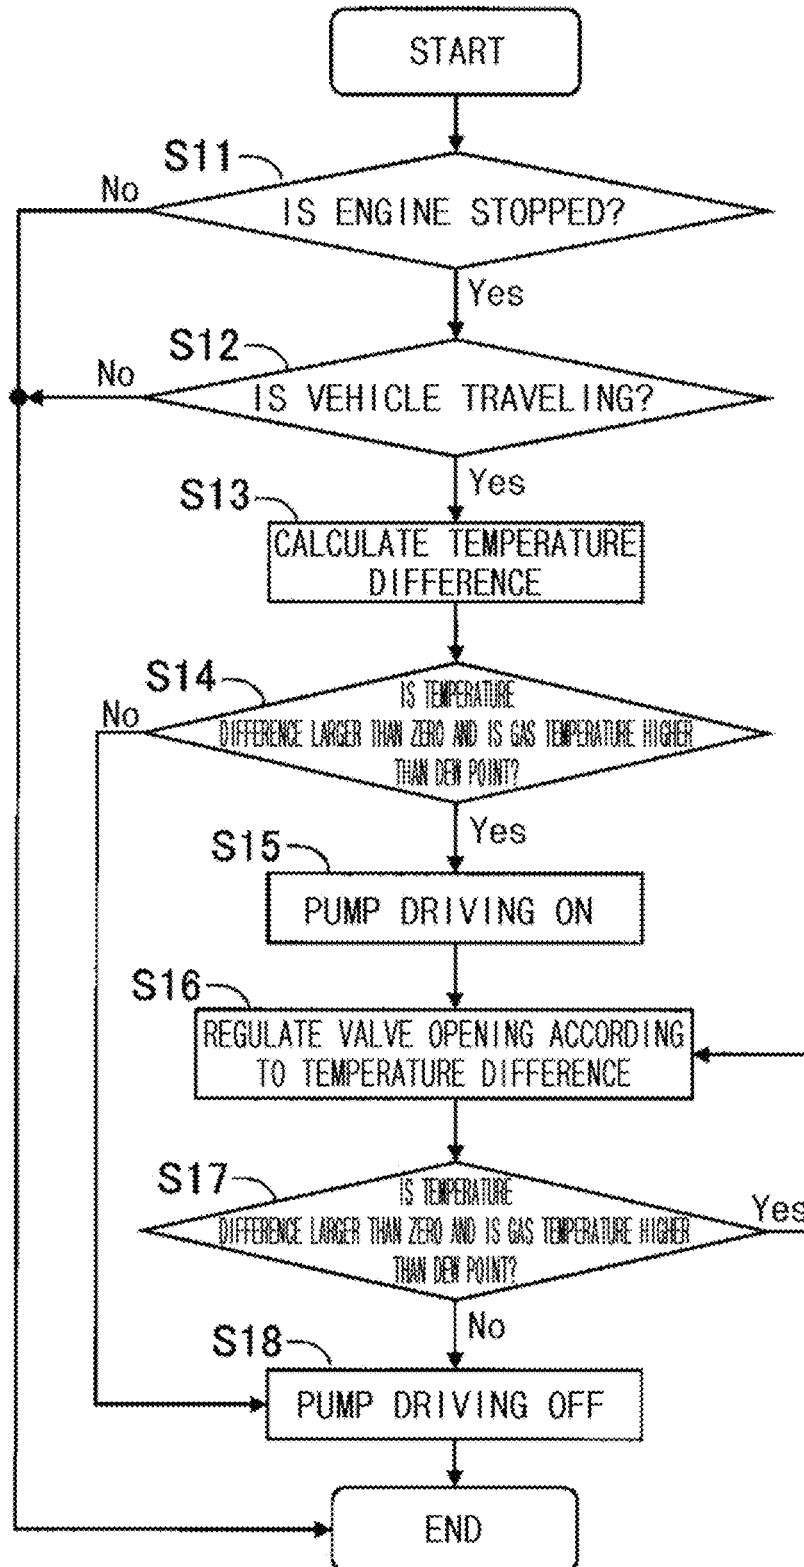 START
S11
No
IS ENGINE STOPPED?
Yes
S12
No
IS VEHICLE TRAVELING?
Yes
S13
CALCULATE TEMPERATURE
DIFFERENCE
S14
No
IS TEMPERATURE
DIFFERENCE LARGER THAN ZERO AND IS GAS TEMPERATURE HIGHER
THAN DEW POINT?
Yes
S15
PUMP DRIVING ON
S16
REGULATE VALVE OPENING ACCORDING
TO TEMPERATURE DIFFERENCE
S17
IS TEMPERATURE
DIFFERENCE LARGER THAN ZERO AND IS GAS TEMPERATURE HIGHER
THAN DEW POINT?
Yes
No
S18
PUMP DRIVING OFF
END